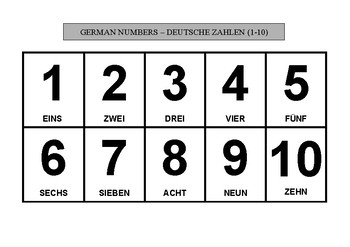 GERMAN NUMBERS – DEUTSCHE ZAHLEN (1-10)
1 2 3 4 5
EINS ZWEI DREI VIER FÜNF
6 7 8 9 10
SECHS SIEBEN ACHT NEUN ZEHN